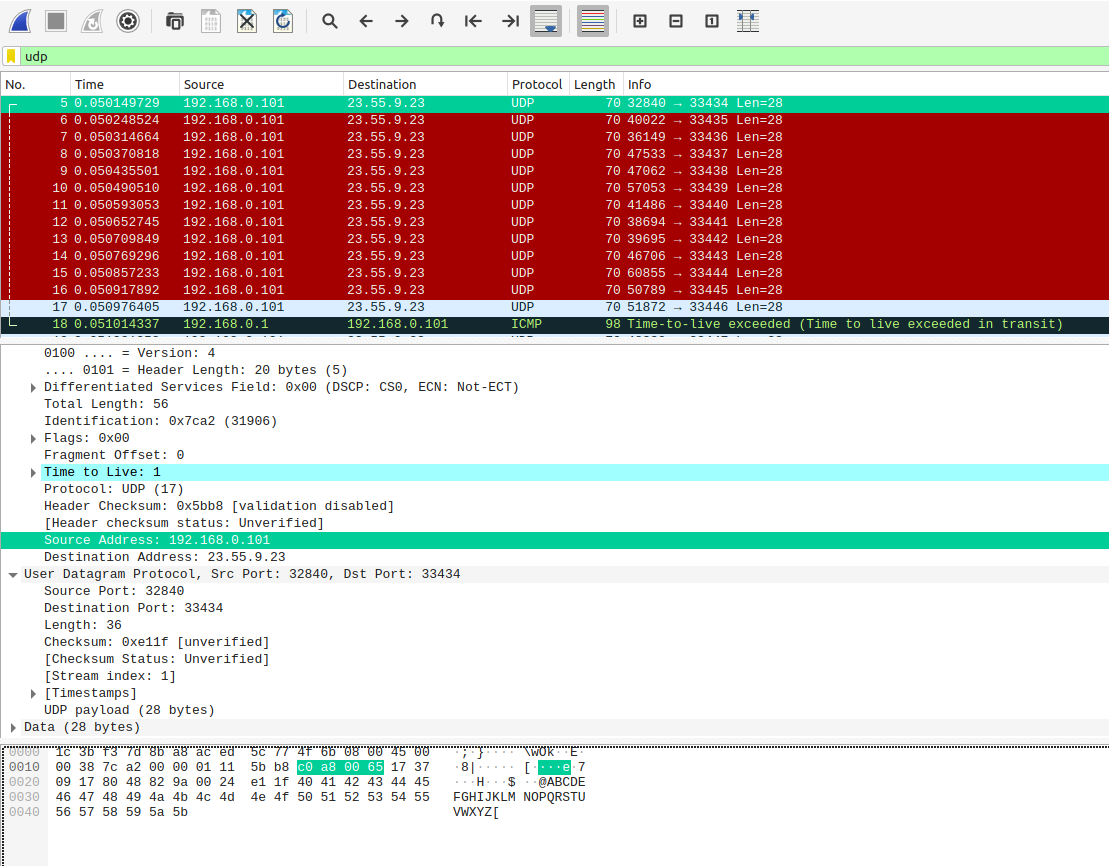 udp
No. Time Source Destination Protocol Length Info
5 0.050149729 192.168.0.101 23.55.9.23 UDP 70 32840 → 33434 Len=28
6 0.050248524 192.168.0.101 23.55.9.23 UDP 70 40022 → 33435 Len=28
7 0.050314664 192.168.0.101 23.55.9.23 UDP 70 36149 → 33436 Len=28
8 0.050370818 192.168.0.101 23.55.9.23 UDP 70 47533 → 33437 Len=28
9 0.050435501 192.168.0.101 23.55.9.23 UDP 70 47062 → 33438 Len=28
10 0.050490510 192.168.0.101 23.55.9.23 UDP 70 57053 → 33439 Len=28
11 0.050593053 192.168.0.101 23.55.9.23 UDP 70 41486 → 33440 Len=28
12 0.050652745 192.168.0.101 23.55.9.23 UDP 70 38694 → 33441 Len=28
13 0.050709849 192.168.0.101 23.55.9.23 UDP 70 39695 → 33442 Len=28
14 0.050769296 192.168.0.101 23.55.9.23 UDP 70 46706 → 33443 Len=28
15 0.050857233 192.168.0.101 23.55.9.23 UDP 70 60855 → 33444 Len=28
16 0.050917892 192.168.0.101 23.55.9.23 UDP 70 50789 → 33445 Len=28
17 0.050976405 192.168.0.101 23.55.9.23 UDP 70 51872 → 33446 Len=28
18 0.051014337 192.168.0.1 192.168.0.101 ICMP 98 Time-to-live exceeded (Time to live exceeded in transit)
0100 .... = Version: 4
.... 0101 = Header Length: 20 bytes (5)
Differentiated Services Field: 0x00 (DSCP: CS0, ECN: Not-ECT)
Total Length: 56
Identification: 0x7ca2 (31906)
Flags: 0x00
Fragment Offset: 0
Time to Live: 1
Protocol: UDP (17)
Header Checksum: 0x5bb8 [validation disabled]
[Header checksum status: Unverified]
Source Address: 192.168.0.101
Destination Address: 23.55.9.23
User Datagram Protocol, Src Port: 32840, Dst Port: 33434
Source Port: 32840
Destination Port: 33434
Length: 36
Checksum: 0xe11f [unverified]
[Checksum Status: Unverified]
[Stream index: 1]
[Timestamps]
UDP payload (28 bytes)
Data (28 bytes)
0000 1c 3b f3 7d 8b a8 ac ed 5c 77 4f 6b 08 00 45 00 ·;·}···· \wOk··E·
0010 00 38 7c a2 00 00 01 11 5b b8 c0 a8 00 65 17 37 ·8|····· [····e·7
0020 09 17 80 48 82 9a 00 24 e1 1f 40 41 42 43 44 45 ···H···$ ··@ABCDE
0030 46 47 48 49 4a 4b 4c 4d 4e 4f 50 51 52 53 54 55 FGHIJKLM NOPQRSTU
0040 56 57 58 59 5a 5b VWXYZ[